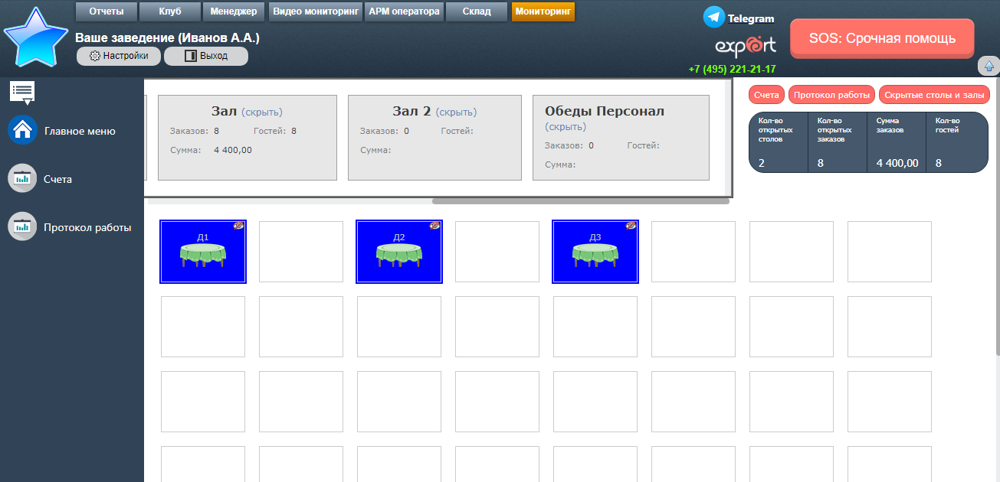 Отчеты
Клуб
Менеджер
Видео мониторинг
АРМ оператора
Склад
Мониторинг
Ваше заведение (Иванов А.А.)
Настройки
Выход
Telegram
expert
+7 (495) 221-21-17
SOS: Срочная помощь
Главное меню
Счета
Протокол работы
Зал (скрыть)
Заказов: 8 Гостей: 8
Сумма: 4 400,00
Зал 2 (скрыть)
Заказов: 0 Гостей:
Сумма:
Обеды Персонал
(скрыть)
Заказов: 0 Гостей:
Сумма:
Счета
Протокол работы
Скрытые столы и залы
Кол-во
открытых
столов
2
Кол-во
открытых
заказов
8
Сумма
заказов
4 400,00
Кол-во
гостей
8
Д1
Д2
Д3